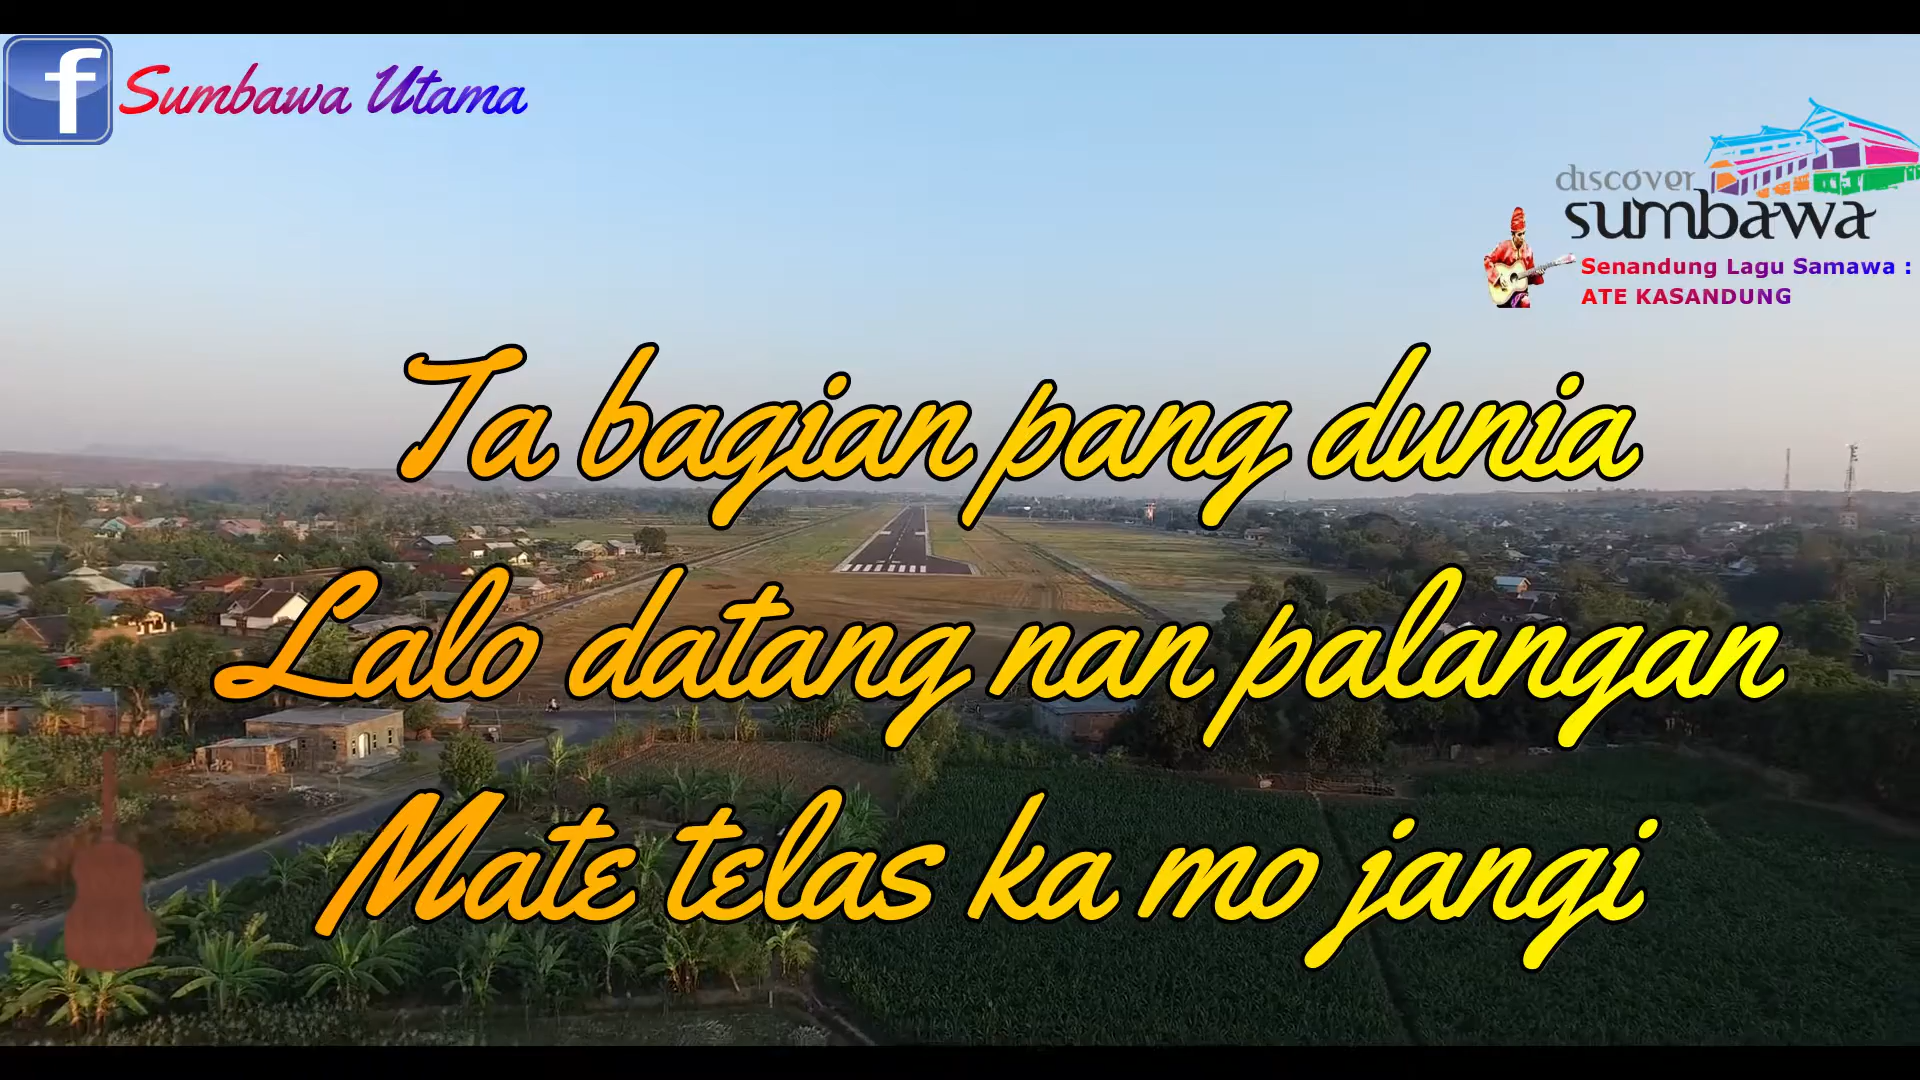 f Sumbawa Utama
discover
sumbawa
Senandung Lagu Samawa :
ATE KASANDUNG
Ta bagian pang dunia
Lalo datang nan palangan
Mate telas ka mo jangi